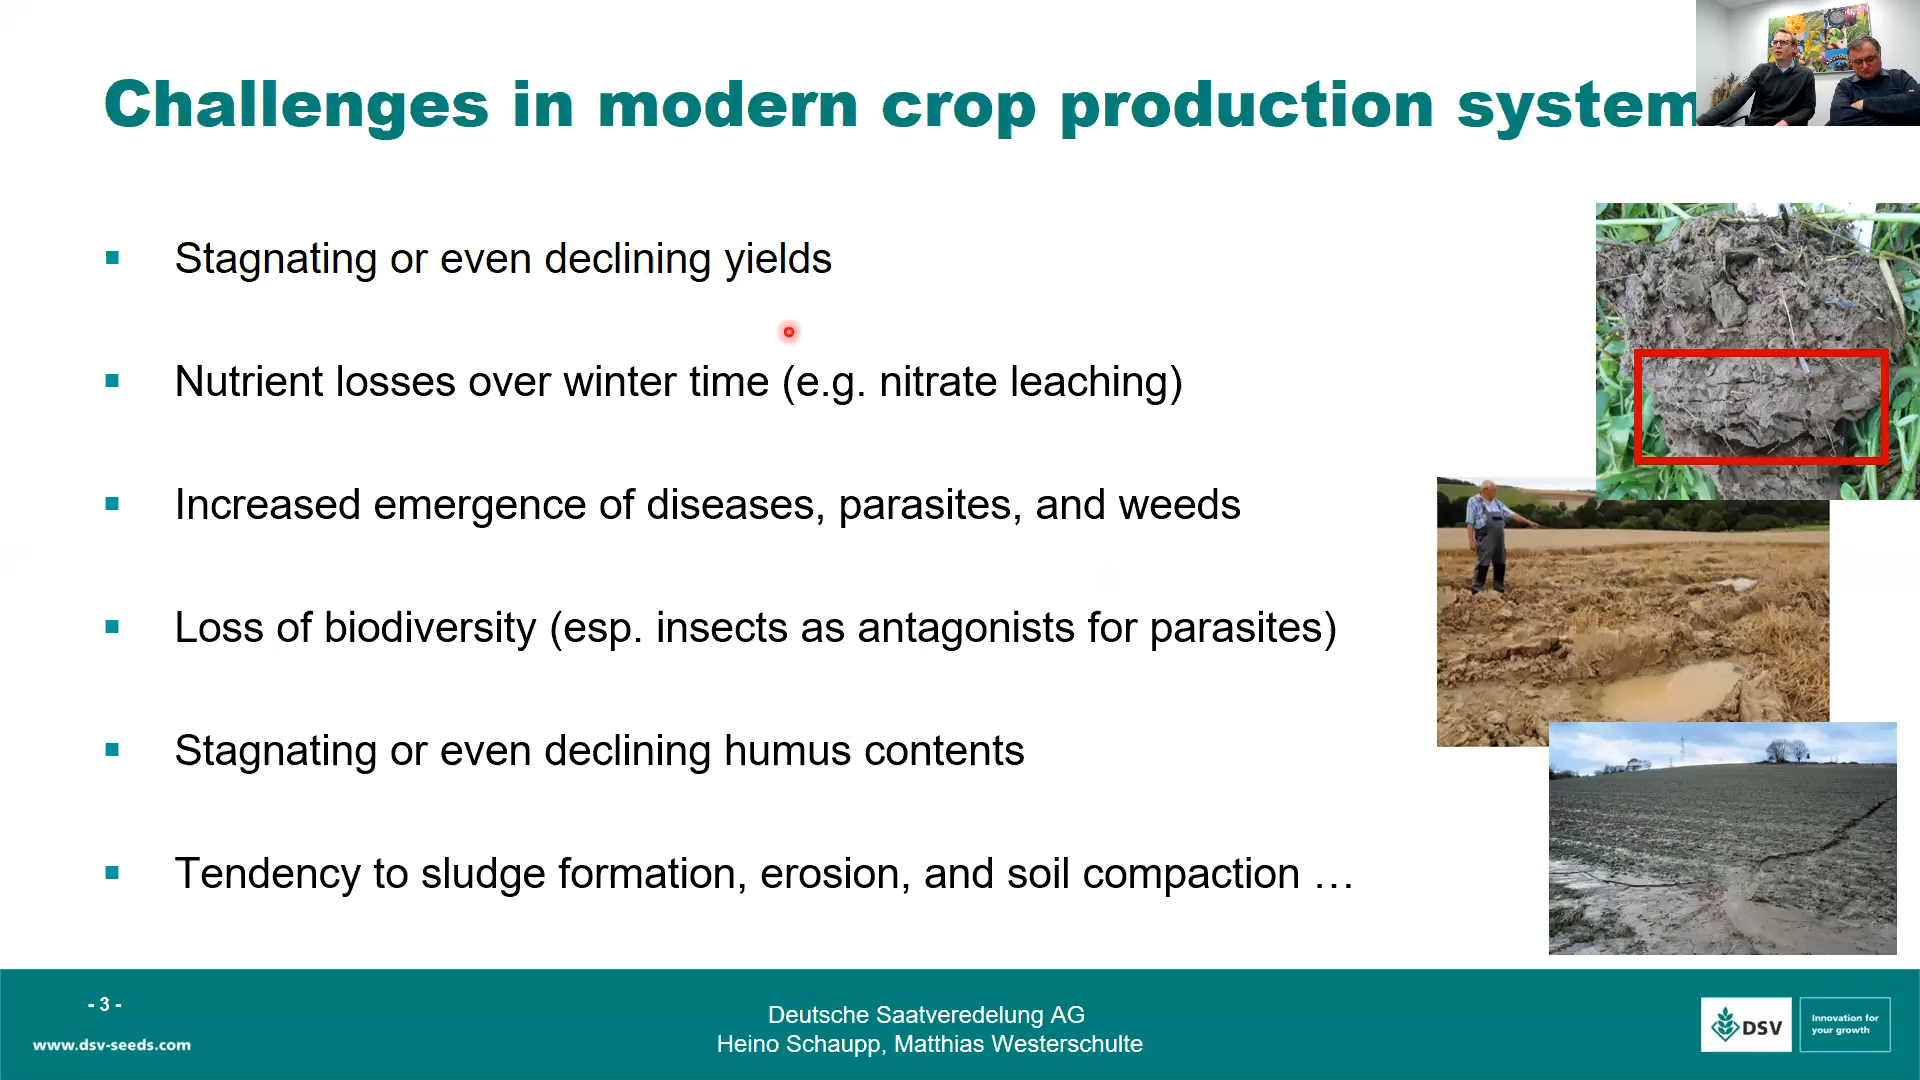 Challenges in modern crop production system
Stagnating or even declining yields
Nutrient losses over winter time (e.g. nitrate leaching)
Increased emergence of diseases, parasites, and weeds
Loss of biodiversity (esp. insects as antagonists for parasites)
Stagnating or even declining humus contents
Tendency to sludge formation, erosion, and soil compaction …
- 3 -
www.dsv-seeds.com
Deutsche Saatveredelung AG
Heino Schaupp, Matthias Westerschulte
DSV
Innovation for
your growth